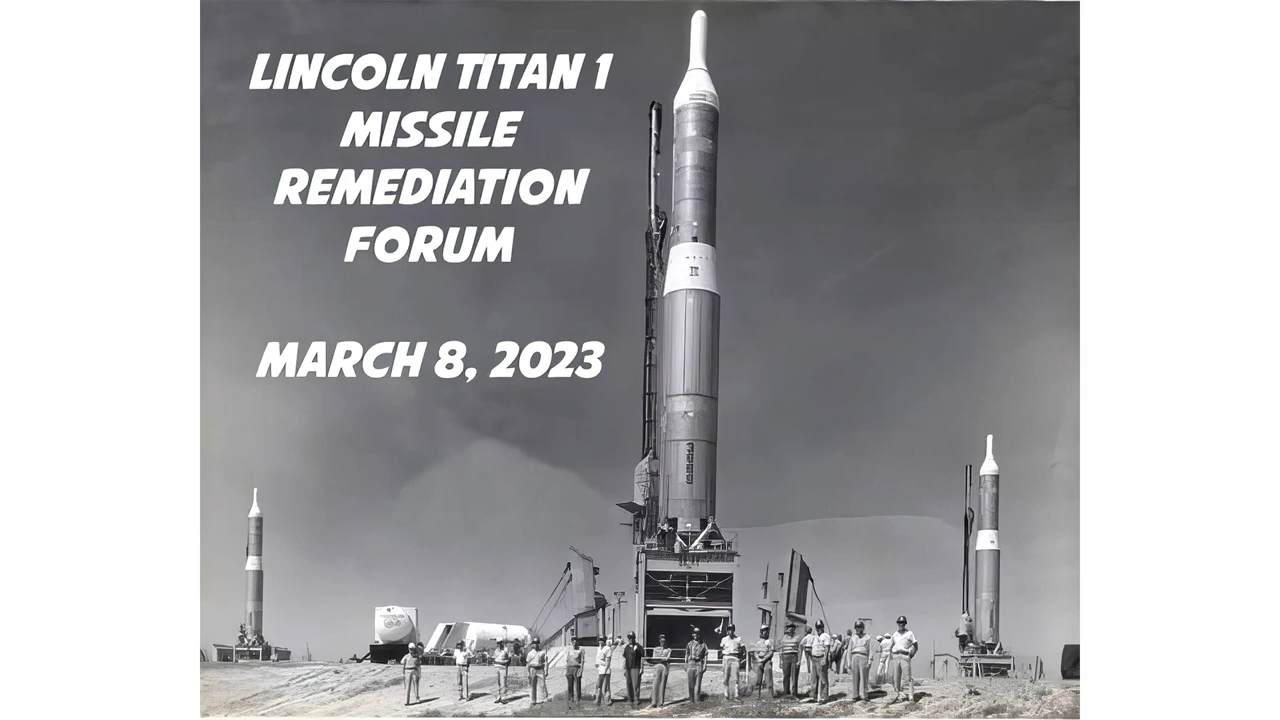 LINCOLN TITAN 1
MISSILE
REMEDIATION
FORUM
MARCH 8, 2023